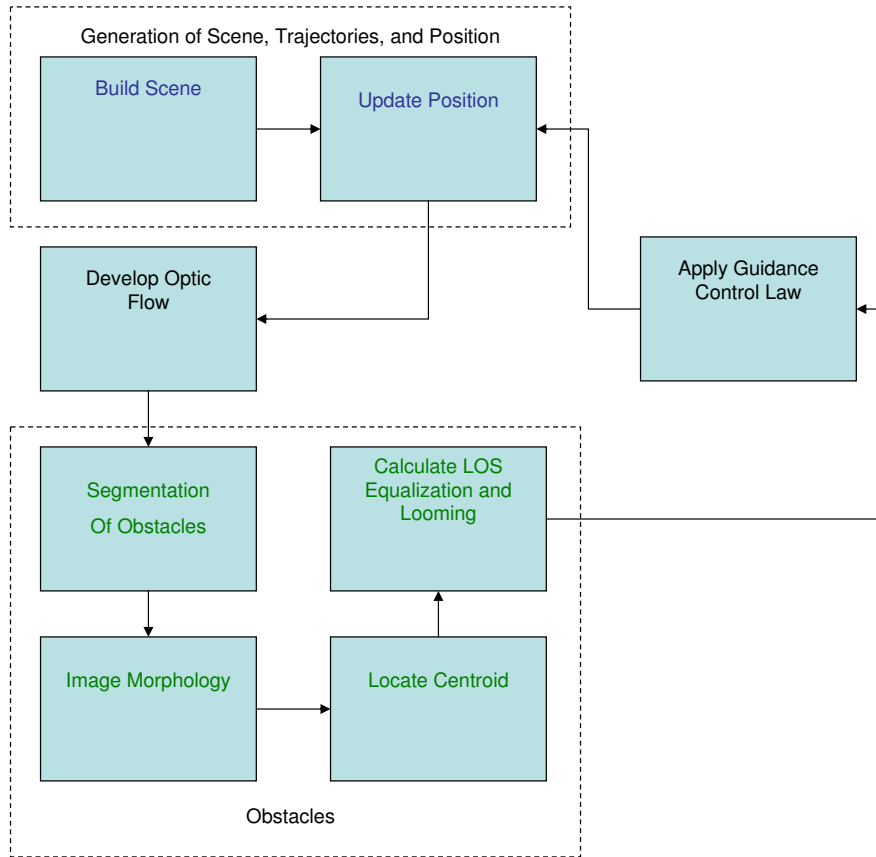 Generation of Scene, Trajectories, and Position
Build Scene
Update Position
Develop Optic
Flow
Apply Guidance
Control Law
Segmentation
Of Obstacles
Calculate LOS
Equalization and
Looming
Image Morphology
Locate Centroid
Obstacles